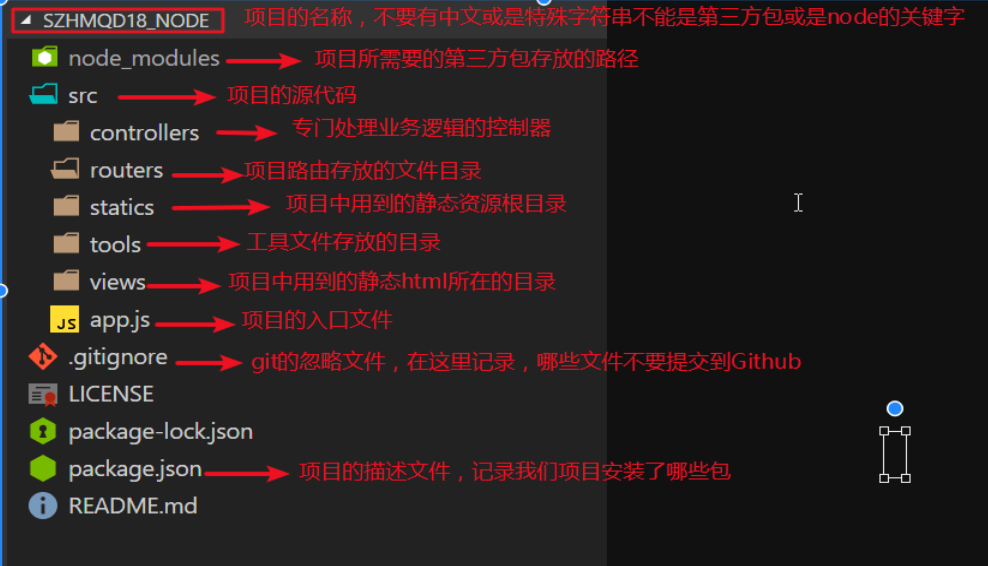 SZHMQD18_NODE 项目的名称，不要有中文或是特殊字符串不能是第三方包或是node的关键字
node_modules 项目所需要的第三方包存放的路径
src 项目的源代码
controllers 专门处理业务逻辑的控制器
routers 项目路由存放的文件目录
statics 项目中用到的静态资源根目录
tools 工具文件存放的目录
views 项目中用到的静态html所在的目录
JS app.js 项目的入口文件
.gitignore git的忽略文件，在这里记录，哪些文件不要提交到Github
LICENSE
package-lock.json
package.json 项目的描述文件，记录我们项目安装了哪些包
README.md